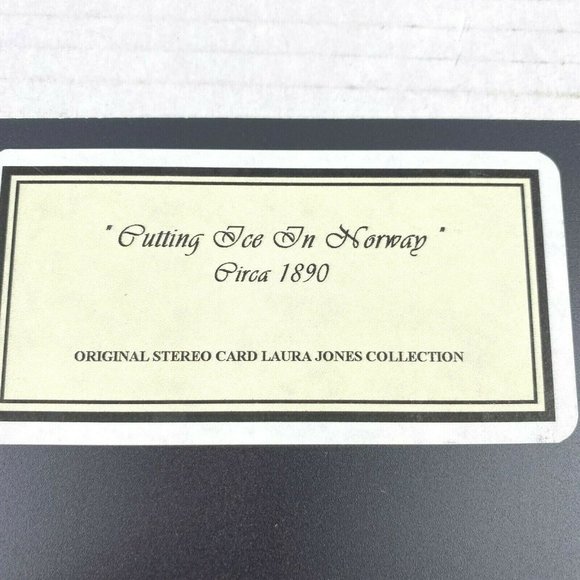 "Cutting Ice In Norway"
Circa 1890
ORIGINAL STEREO CARD LAURA JONES COLLECTION